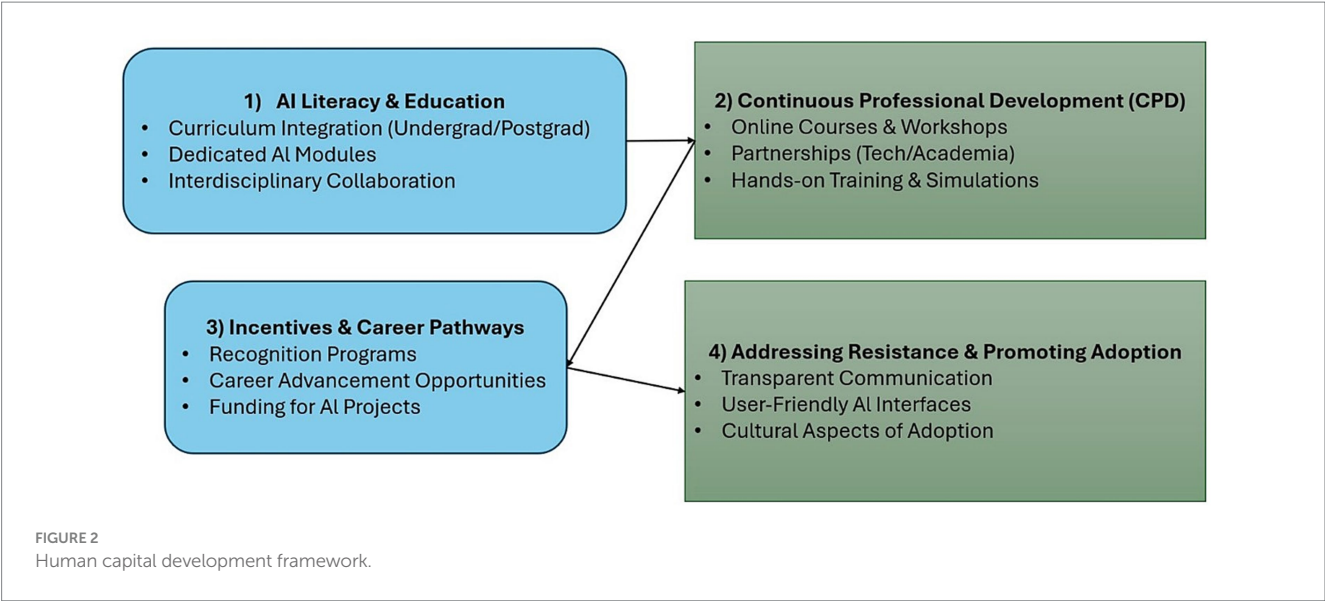 1) AI Literacy & Education
• Curriculum Integration (Undergrad/Postgrad)
• Dedicated AI Modules
• Interdisciplinary Collaboration
2) Continuous Professional Development (CPD)
• Online Courses & Workshops
• Partnerships (Tech/Academia)
• Hands-on Training & Simulations
3) Incentives & Career Pathways
• Recognition Programs
• Career Advancement Opportunities
• Funding for AI Projects
4) Addressing Resistance & Promoting Adoption
• Transparent Communication
• User-Friendly AI Interfaces
• Cultural Aspects of Adoption
FIGURE 2
Human capital development framework.